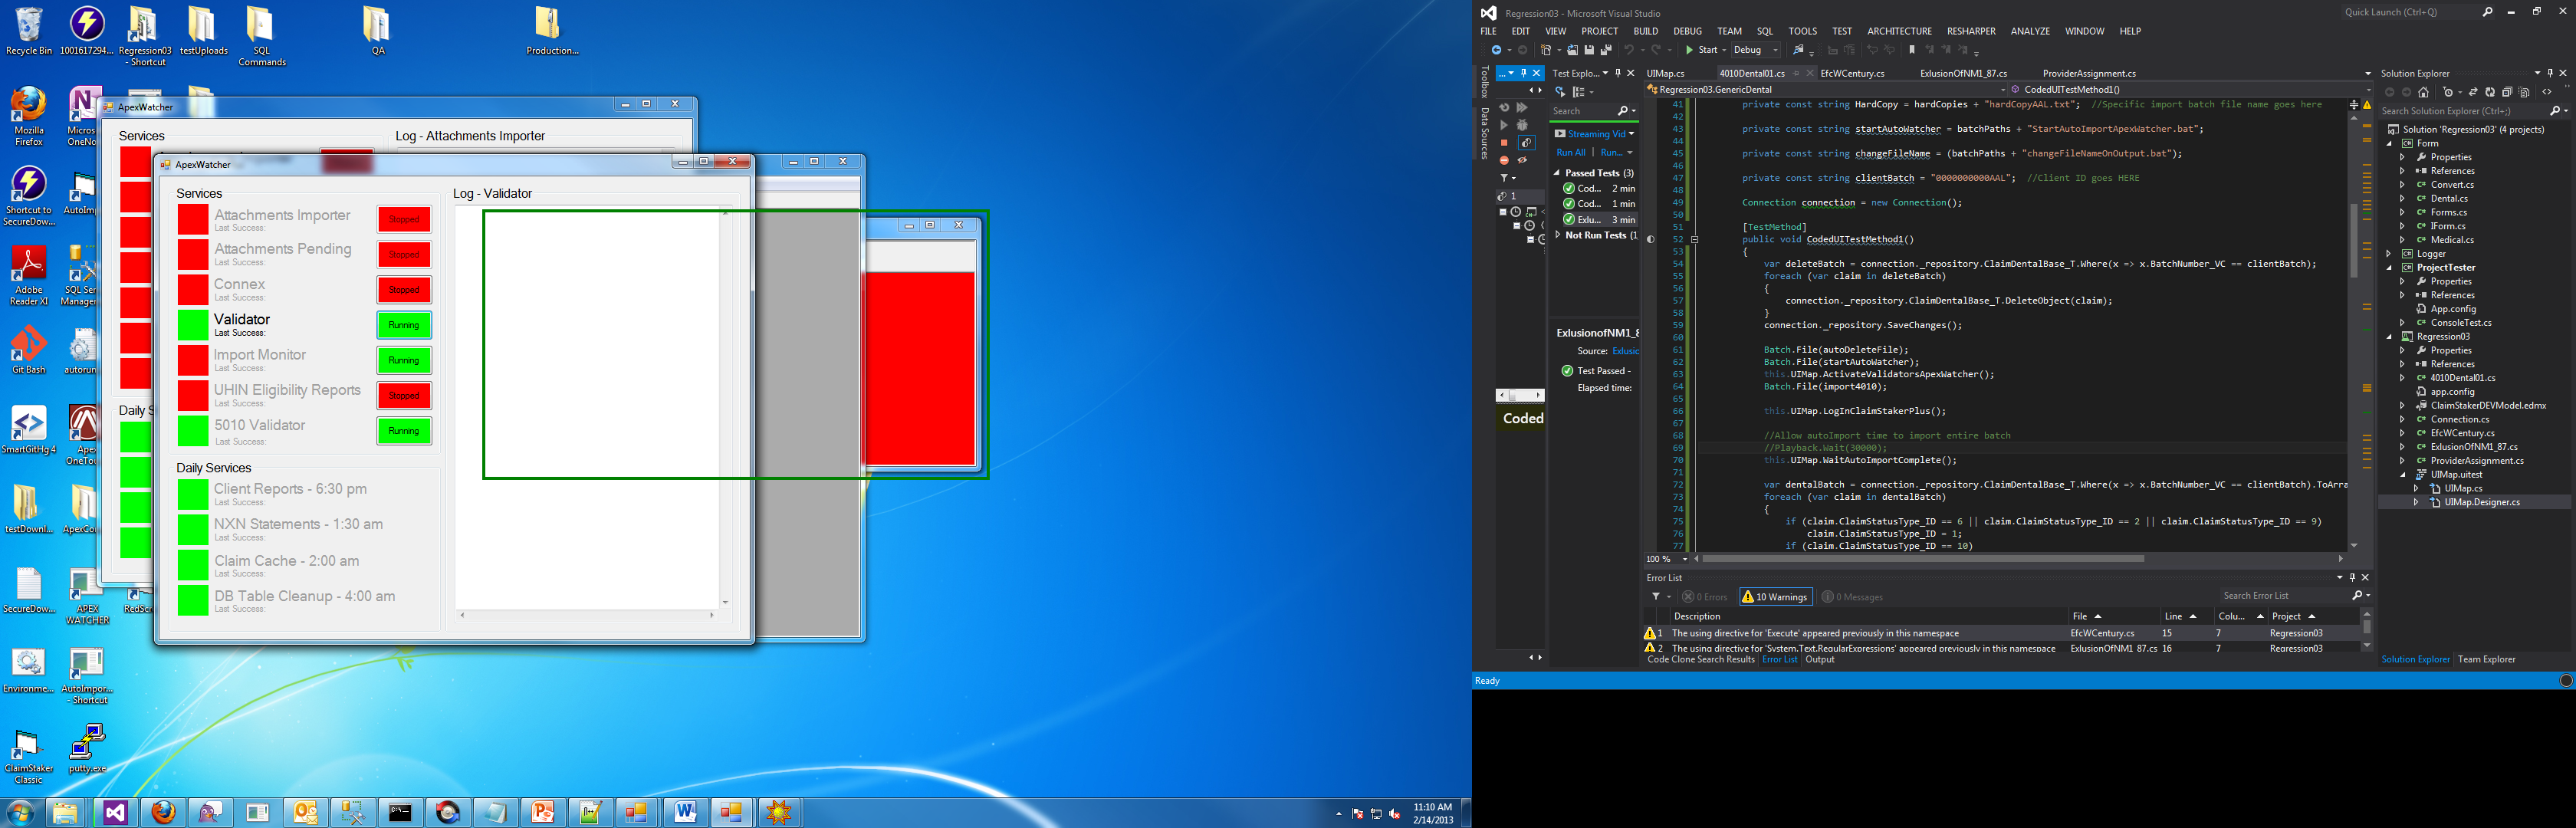 Recycle Bin
1001617294...
Regression03
- Shortcut
testUploads
SQL
Commands
QA
Production...
Mozilla
Firefox
Micros
OneNo
Shortcut to
SecureDow...
AutoImp
Adobe
Reader XI
SQL Ser
Manage
Git Bash
autorun
SmartGitHg 4
Ape
OneTou
testDownl...
ApexCon
SecureDow...
APEX
WATCHER
RedScr
Environme...
AutoImpor...
- Shortcut
ClaimStaker
Classic
putty.exe
ApexWatcher
Services
Log - Attachments Importer
Daily S
ApexWatcher
Services
Attachments Importer
Last Success:
Stopped
Attachments Pending
Last Success:
Stopped
Connex
Last Success:
Stopped
Validator
Last Success:
Running
Import Monitor
Last Success:
Running
UHIN Eligibility Reports
Last Success:
Stopped
5010 Validator
Last Success:
Running
Daily Services
Client Reports - 6:30 pm
Last Success:
NXN Statements - 1:30 am
Last Success:
Claim Cache - 2:00 am
Last Success:
DB Table Cleanup - 4:00 am
Last Success:
Log - Validator
11:10 AM
2/14/2013
Regression03 - Microsoft Visual Studio
Quick Launch (Ctrl+Q)
FILE EDIT VIEW PROJECT BUILD DEBUG TEAM SQL TOOLS TEST ARCHITECTURE RESHARPER ANALYZE WINDOW HELP
Start Debug
Toolbox
Data Sources
1
Coded
Test Explo...
Search
Streaming Vid
Run All | Run...
Passed Tests (3)
Cod... 2 min
Cod... 1 min
Exlu... 3 min
Not Run Tests (1
ExlusionofNM1_8
Source: Exlusic
Test Passed -
Elapsed time:
UIMap.cs 4010Dental01.cs EfcWCentury.cs ExlusionOfNM1_87.cs ProviderAssignment.cs
Regression03.GenericDental CodedUITestMethod1()
41 private const string HardCopy = hardCopies + "hardCopyAAL.txt"; //Specific import batch file name goes here
42
43 private const string startAutoWatcher = batchPaths + "StartAutoImportApexWatcher.bat";
44
45 private const string changeFileName = (batchPaths + "changeFileNameOnOutput.bat");
46
47 private const string clientBatch = "0000000000AAL"; //Client ID goes HERE
48
49 Connection connection = new Connection();
50
51 [TestMethod]
52 public void CodedUITestMethod1()
53 {
54 var deleteBatch = connection._repository.ClaimDentalBase_T.Where(x => x.BatchNumber_VC == clientBatch);
55 foreach (var claim in deleteBatch)
56 {
57 connection._repository.ClaimDentalBase_T.DeleteObject(claim);
58 }
59 connection._repository.SaveChanges();
60
61 Batch.File(autoDeleteFile);
62 Batch.File(startAutoWatcher);
63 this.UIMap.ActivateValidatorsApexWatcher();
64 Batch.File(import4010);
65
66 this.UIMap.LogInClaimStakerPlus();
67
68 //Allow autoImport time to import entire batch
69 //Playback.Wait(30000);
70 this.UIMap.WaitAutoImportComplete();
71
72 var dentalBatch = connection._repository.ClaimDentalBase_T.Where(x => x.BatchNumber_VC == clientBatch).ToArra
73 foreach (var claim in dentalBatch)
74 {
75 if (claim.ClaimStatusType_ID == 6 || claim.ClaimStatusType_ID == 2 || claim.ClaimStatusType_ID == 9)
76 claim.ClaimStatusType_ID = 1;
77 if (claim.ClaimStatusType_ID == 10)
100 %
Error List
0 Errors 10 Warnings 0 Messages
Search Error List
Description File Line Colu... Project
1 The using directive for 'Execute' appeared previously in this namespace EfcWCentury.cs 15 7 Regression03
2 The using directive for 'System.Text.RegularExpressions' appeared previously in this namespace ExlusionOfNM1_87.cs 16 7 Regression03
Code Clone Search Results Error List Output
Solution Explorer
Search Solution Explorer (Ctrl+;)
Solution 'Regression03' (4 projects)
Form
Properties
References
Convert.cs
Dental.cs
Forms.cs
IForm.cs
Medical.cs
Logger
ProjectTester
Properties
References
App.config
ConsoleTest.cs
Regression03
Properties
References
4010Dental01.cs
app.config
ClaimStakerDEVModel.edmx
Connection.cs
EfcWCentury.cs
ExlusionOfNM1_87.cs
ProviderAssignment.cs
UIMap.uitest
UIMap.cs
UIMap.Designer.cs
Solution Explorer Team Explorer
Ready